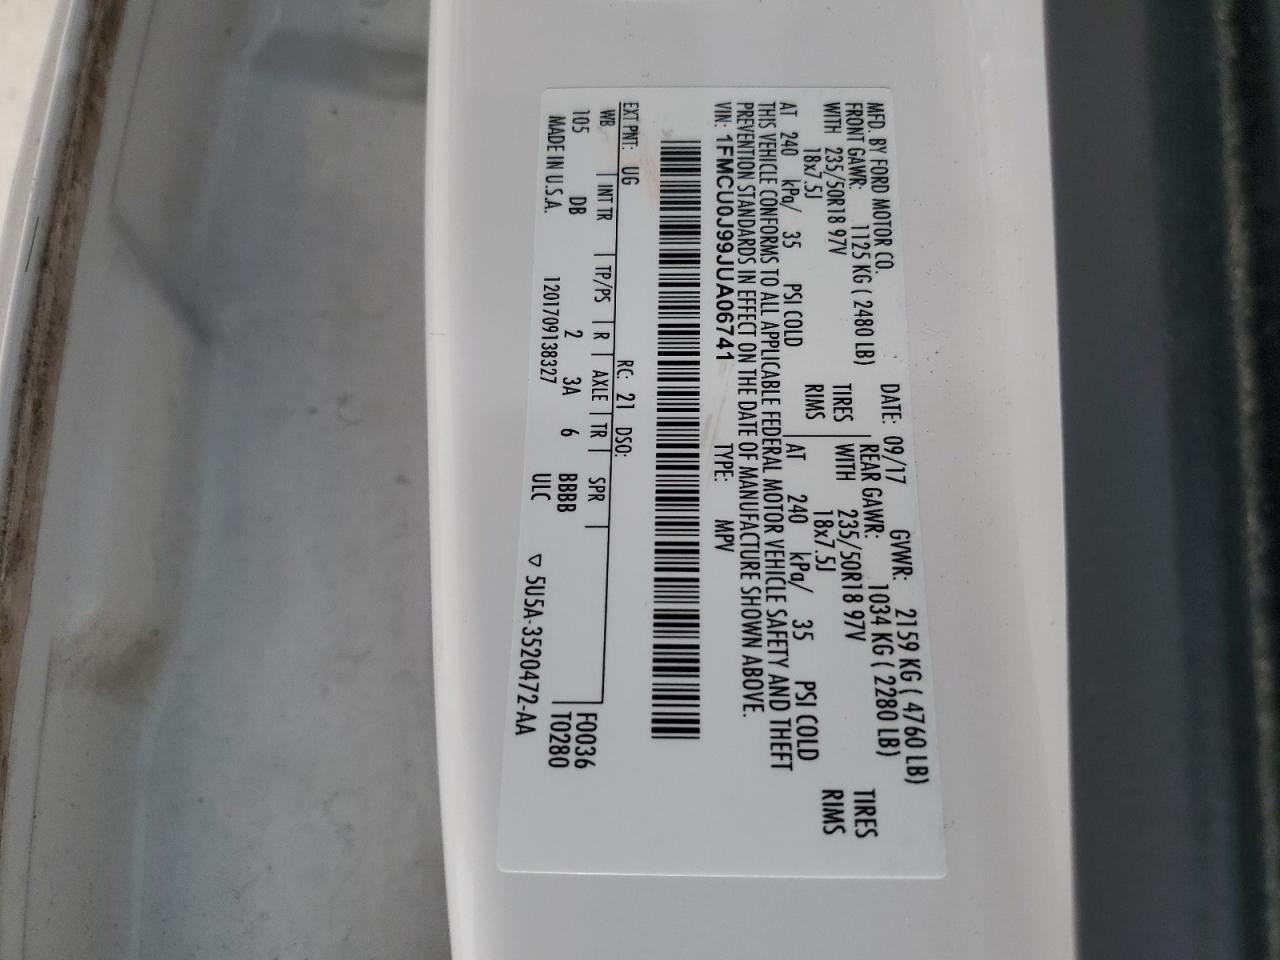 MFD. BY FORD MOTOR CO. DATE: 09/17 GVWR: 2159 KG ( 4760 LB)
FRONT GAWR: 1125 KG ( 2480 LB) REAR GAWR: 1034 KG ( 2280 LB)
WITH 235/50R18 97V TIRES WITH 235/50R18 97V TIRES
18x7.5J RIMS 18x7.5J RIMS
AT 240 kPa/ 35 PSI COLD AT 240 kPa/ 35 PSI COLD
THIS VEHICLE CONFORMS TO ALL APPLICABLE FEDERAL MOTOR VEHICLE SAFETY AND THEFT
PREVENTION STANDARDS IN EFFECT ON THE DATE OF MANUFACTURE SHOWN ABOVE.
VIN: 1FMCU0J99JUA06741 TYPE: MPV
EXT PNT: UG RC: 21 DSO:
WB INT TR TP/PS R AXLE TR SPR F0036
105 DB 2 3A 6 BBBB T0280
MADE IN U.S.A. 1201709138327 ULC ▽ 5U5A-3520472-AA